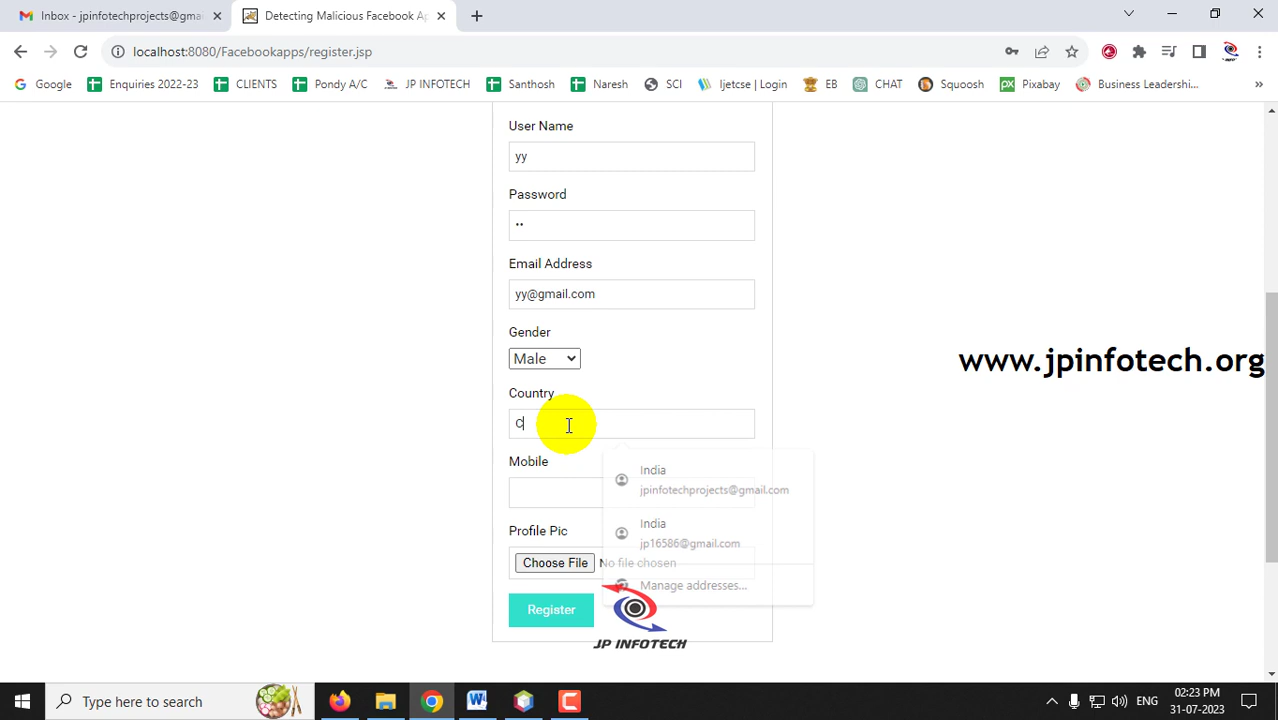 Inbox - jpinfotechprojects@gmai
Detecting Malicious Facebook Ap
localhost:8080/Facebookapps/register.jsp
Google
Enquiries 2022-23
CLIENTS
Pondy A/C
JP INFOTECH
Santhosh
Naresh
SCI
Ijetcse | Login
EB
CHAT
Squoosh
px
Pixabay
Business Leadershi...
»
User Name
yy
Password
••
Email Address
yy@gmail.com
Gender
Male
www.jpinfotech.org
Country
C
Mobile
India
jpinfotechprojects@gmail.com
India
jp16586@gmail.com
Profile Pic
Choose File
No file chosen
Manage addresses...
Register
JP INFOTECH
Type here to search
ENG
02:23 PM
31-07-2023